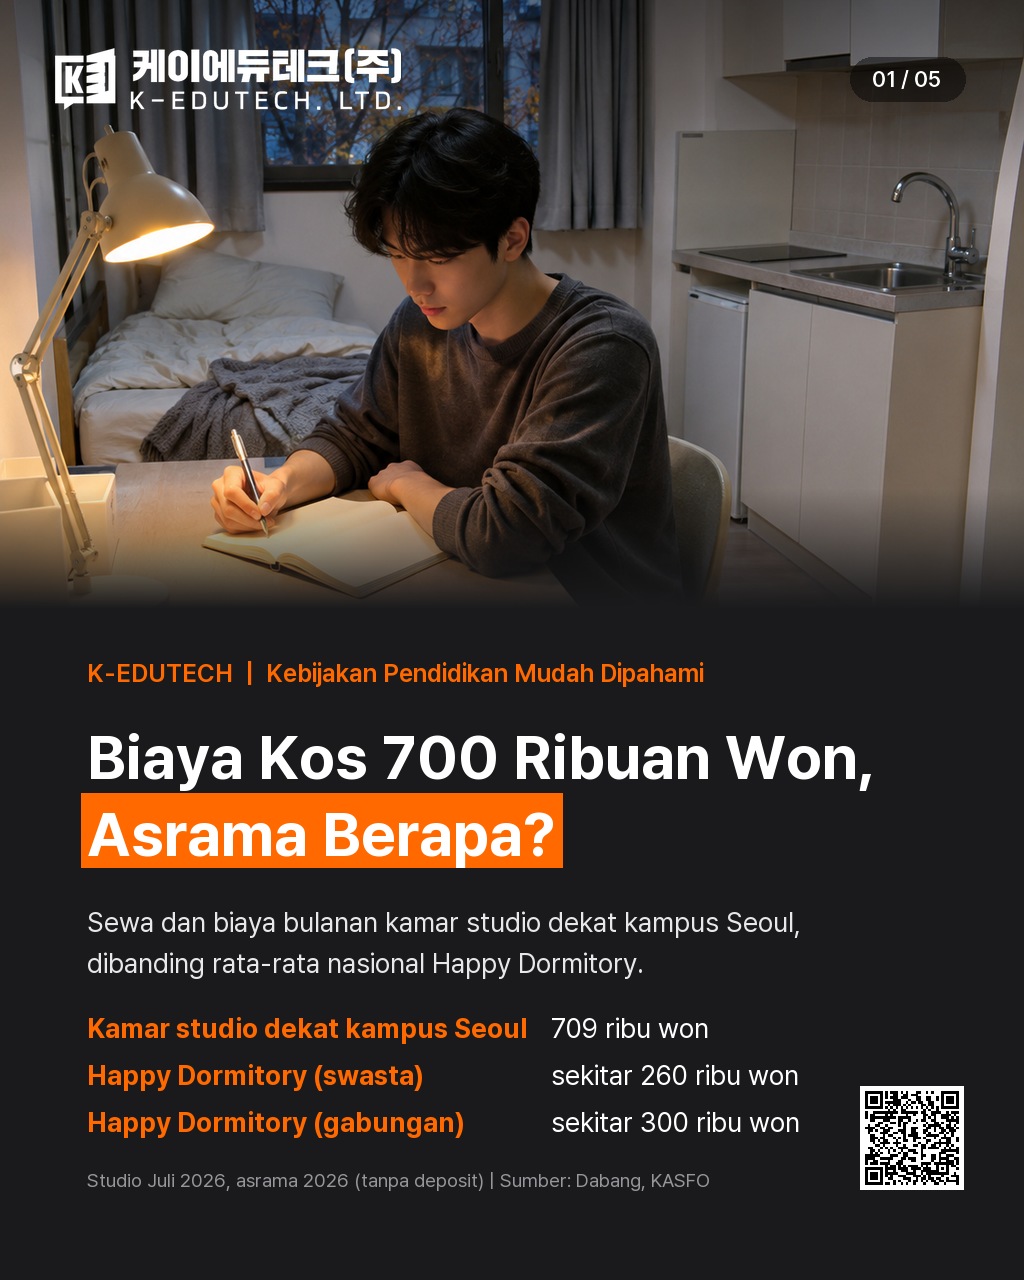 케이에듀테크(주)
K-EDUTECH. LTD.
01 / 05
K-EDUTECH | Kebijakan Pendidikan Mudah Dipahami
Biaya Kos 700 Ribuan Won,
Asrama Berapa?
Sewa dan biaya bulanan kamar studio dekat kampus Seoul,
dibanding rata-rata nasional Happy Dormitory.
Kamar studio dekat kampus Seoul 709 ribu won
Happy Dormitory (swasta) sekitar 260 ribu won
Happy Dormitory (gabungan) sekitar 300 ribu won
Studio Juli 2026, asrama 2026 (tanpa deposit) | Sumber: Dabang, KASFO